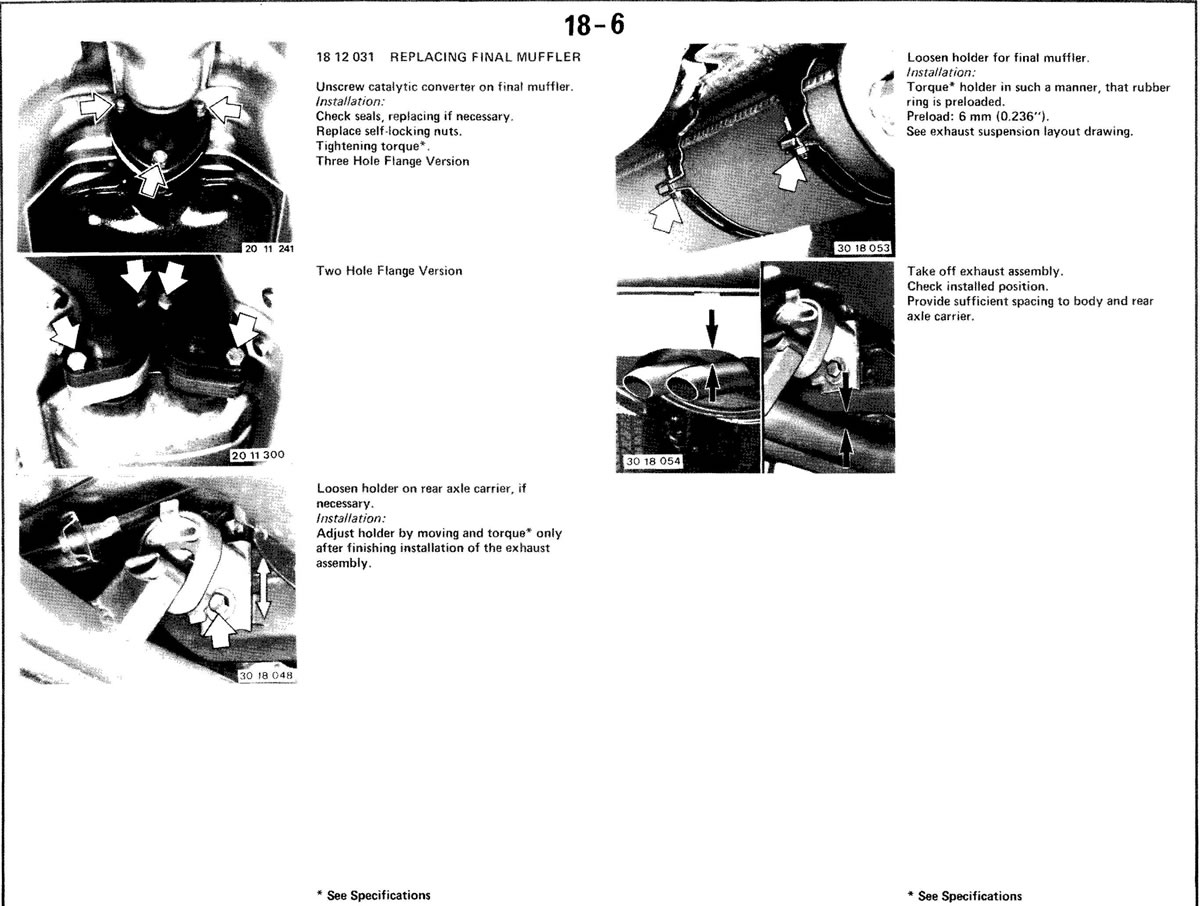 18-6
18 12 031 REPLACING FINAL MUFFLER
Unscrew catalytic converter on final muffler.
Installation:
Check seals, replacing if necessary.
Replace self-locking nuts.
Tightening torque*.
Three Hole Flange Version
20 11 241
Two Hole Flange Version
20 11 300
Loosen holder on rear axle carrier, if
necessary.
Installation:
Adjust holder by moving and torque* only
after finishing installation of the exhaust
assembly.
30 18 048
* See Specifications
Loosen holder for final muffler.
Installation:
Torque* holder in such a manner, that rubber
ring is preloaded.
Preload: 6 mm (0.236″).
See exhaust suspension layout drawing.
30 18 053
Take off exhaust assembly.
Check installed position.
Provide sufficient spacing to body and rear
axle carrier.
30 18 054
* See Specifications